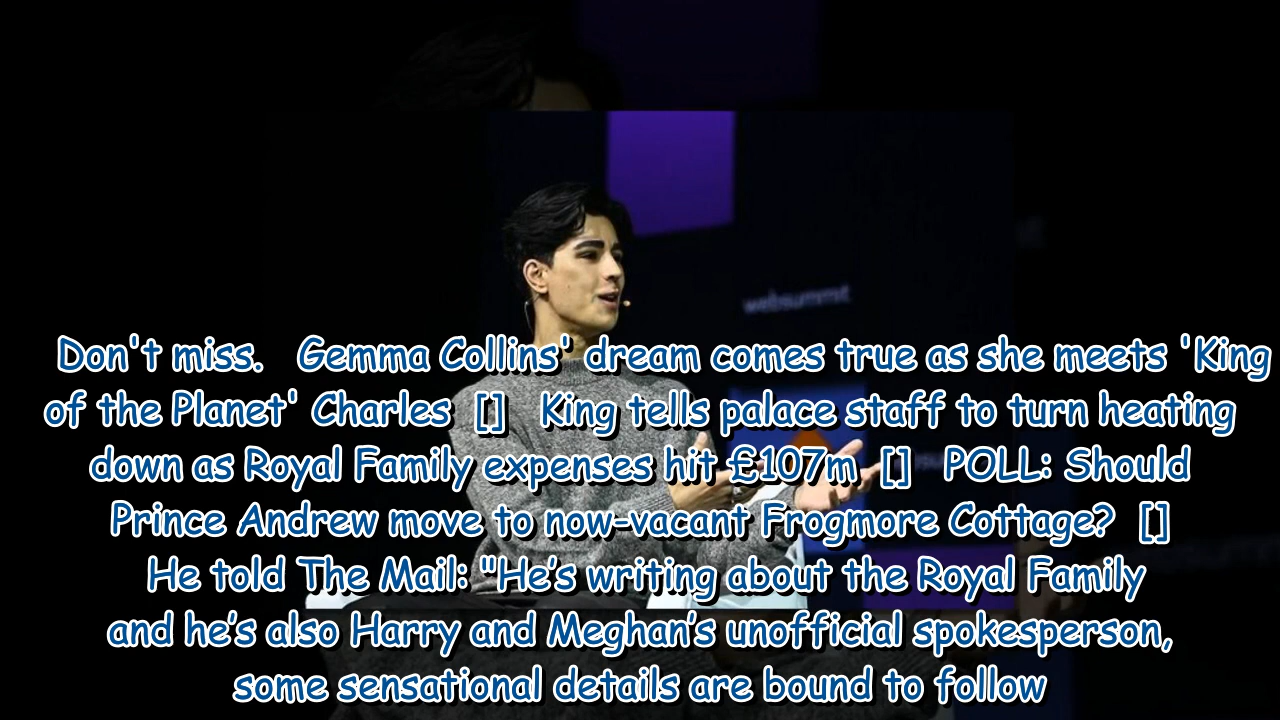 websummit
Don't miss. Gemma Collins' dream comes true as she meets 'King
of the Planet' Charles [] King tells palace staff to turn heating
down as Royal Family expenses hit £107m [] POLL: Should
Prince Andrew move to now-vacant Frogmore Cottage? []
He told The Mail: "He’s writing about the Royal Family
and he’s also Harry and Meghan’s unofficial spokesperson,
some sensational details are bound to follow